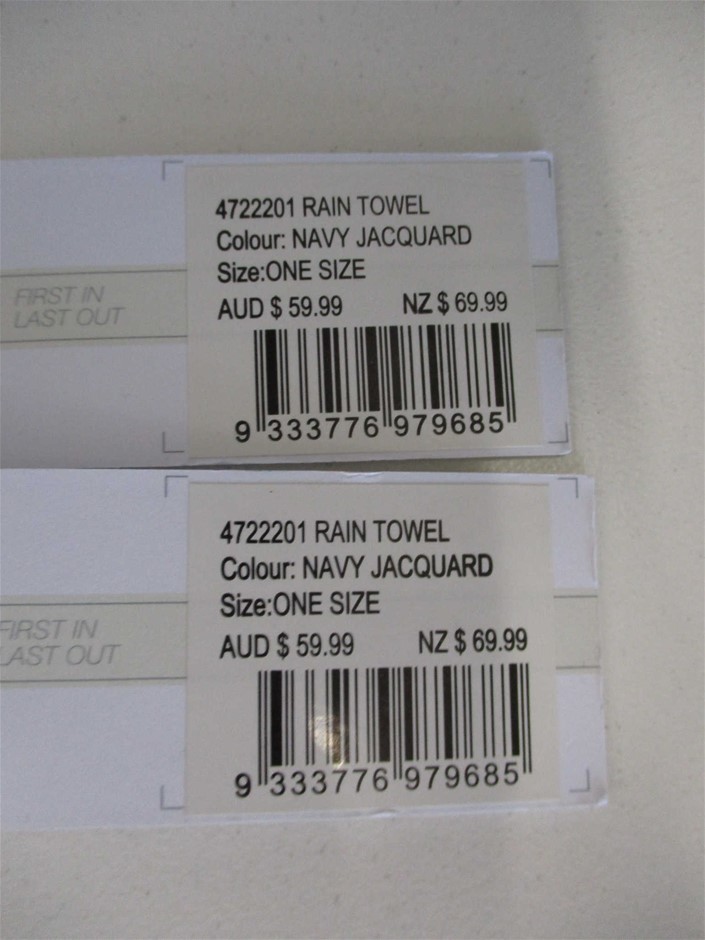 4722201 RAIN TOWEL
Colour: NAVY JACQUARD
Size:ONE SIZE
AUD $ 59.99 NZ $ 69.99
FIRST IN
LAST OUT
9 333776 979685
4722201 RAIN TOWEL
Colour: NAVY JACQUARD
Size:ONE SIZE
AUD $ 59.99 NZ $ 69.99
FIRST IN
LAST OUT
9 333776 979685